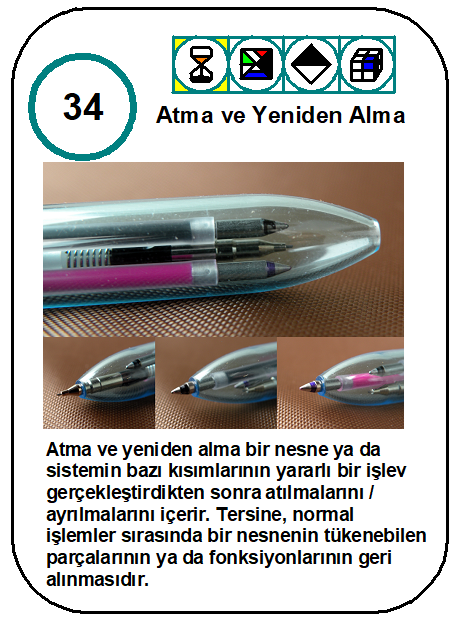 34
Atma ve Yeniden Alma
Atma ve yeniden alma bir nesne ya da
sistemin bazı kısımlarının yararlı bir işlev
gerçekleştirdikten sonra atılmalarını /
ayrılmalarını içerir. Tersine, normal
işlemler sırasında bir nesnenin tükenebilen
parçalarının ya da fonksiyonlarının geri
alınmasıdır.